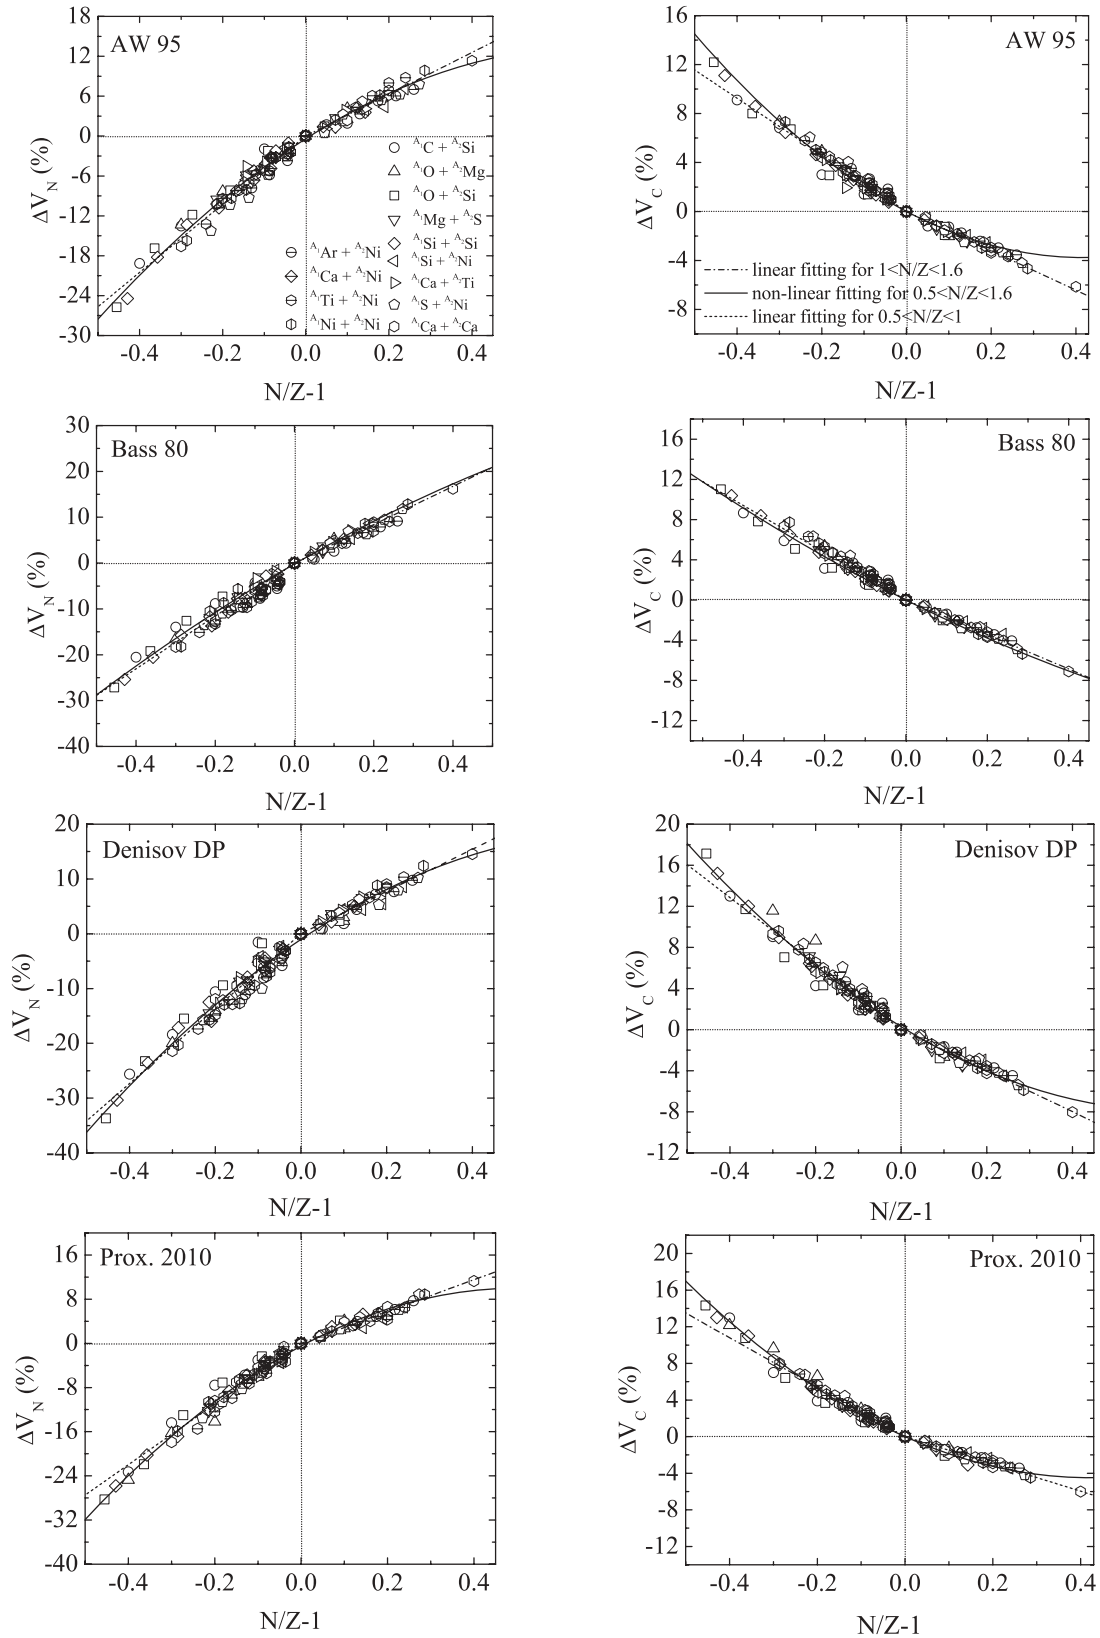 18
12
6
0
-6
-12
-18
-24
-30
ΔV_N (%)
AW 95
A₁C + A₂Si
A₁O + A₂Mg
A₁O + A₂Si
A₁Mg + A₂S
A₁Si + A₂Si
A₁Si + A₂Ni
A₁Ca + A₂Ti
A₁S + A₂Ni
A₁Ca + A₂Ca
A₁Ar + A₂Ni
A₁Ca + A₂Ni
A₁Ti + A₂Ni
A₁Ni + A₂Ni
-0.4 -0.2 0.0 0.2 0.4
N/Z-1
16
12
8
4
0
-4
-8
ΔV_C (%)
AW 95
linear fitting for 1<N/Z<1.6
non-linear fitting for 0.5<N/Z<1.6
linear fitting for 0.5<N/Z<1
-0.4 -0.2 0.0 0.2 0.4
N/Z-1
30
20
10
0
-10
-20
-30
-40
ΔV_N (%)
Bass 80
-0.4 -0.2 0.0 0.2 0.4
N/Z-1
16
12
8
4
0
-4
-8
-12
ΔV_C (%)
Bass 80
-0.4 -0.2 0.0 0.2 0.4
N/Z-1
20
10
0
-10
-20
-30
-40
ΔV_N (%)
Denisov DP
-0.4 -0.2 0.0 0.2 0.4
N/Z-1
20
16
12
8
4
0
-4
-8
-12
ΔV_C (%)
Denisov DP
-0.4 -0.2 0.0 0.2 0.4
N/Z-1
16
8
0
-8
-16
-24
-32
-40
ΔV_N (%)
Prox. 2010
-0.4 -0.2 0.0 0.2 0.4
N/Z-1
20
16
12
8
4
0
-4
-8
-12
ΔV_C (%)
Prox. 2010
-0.4 -0.2 0.0 0.2 0.4
N/Z-1